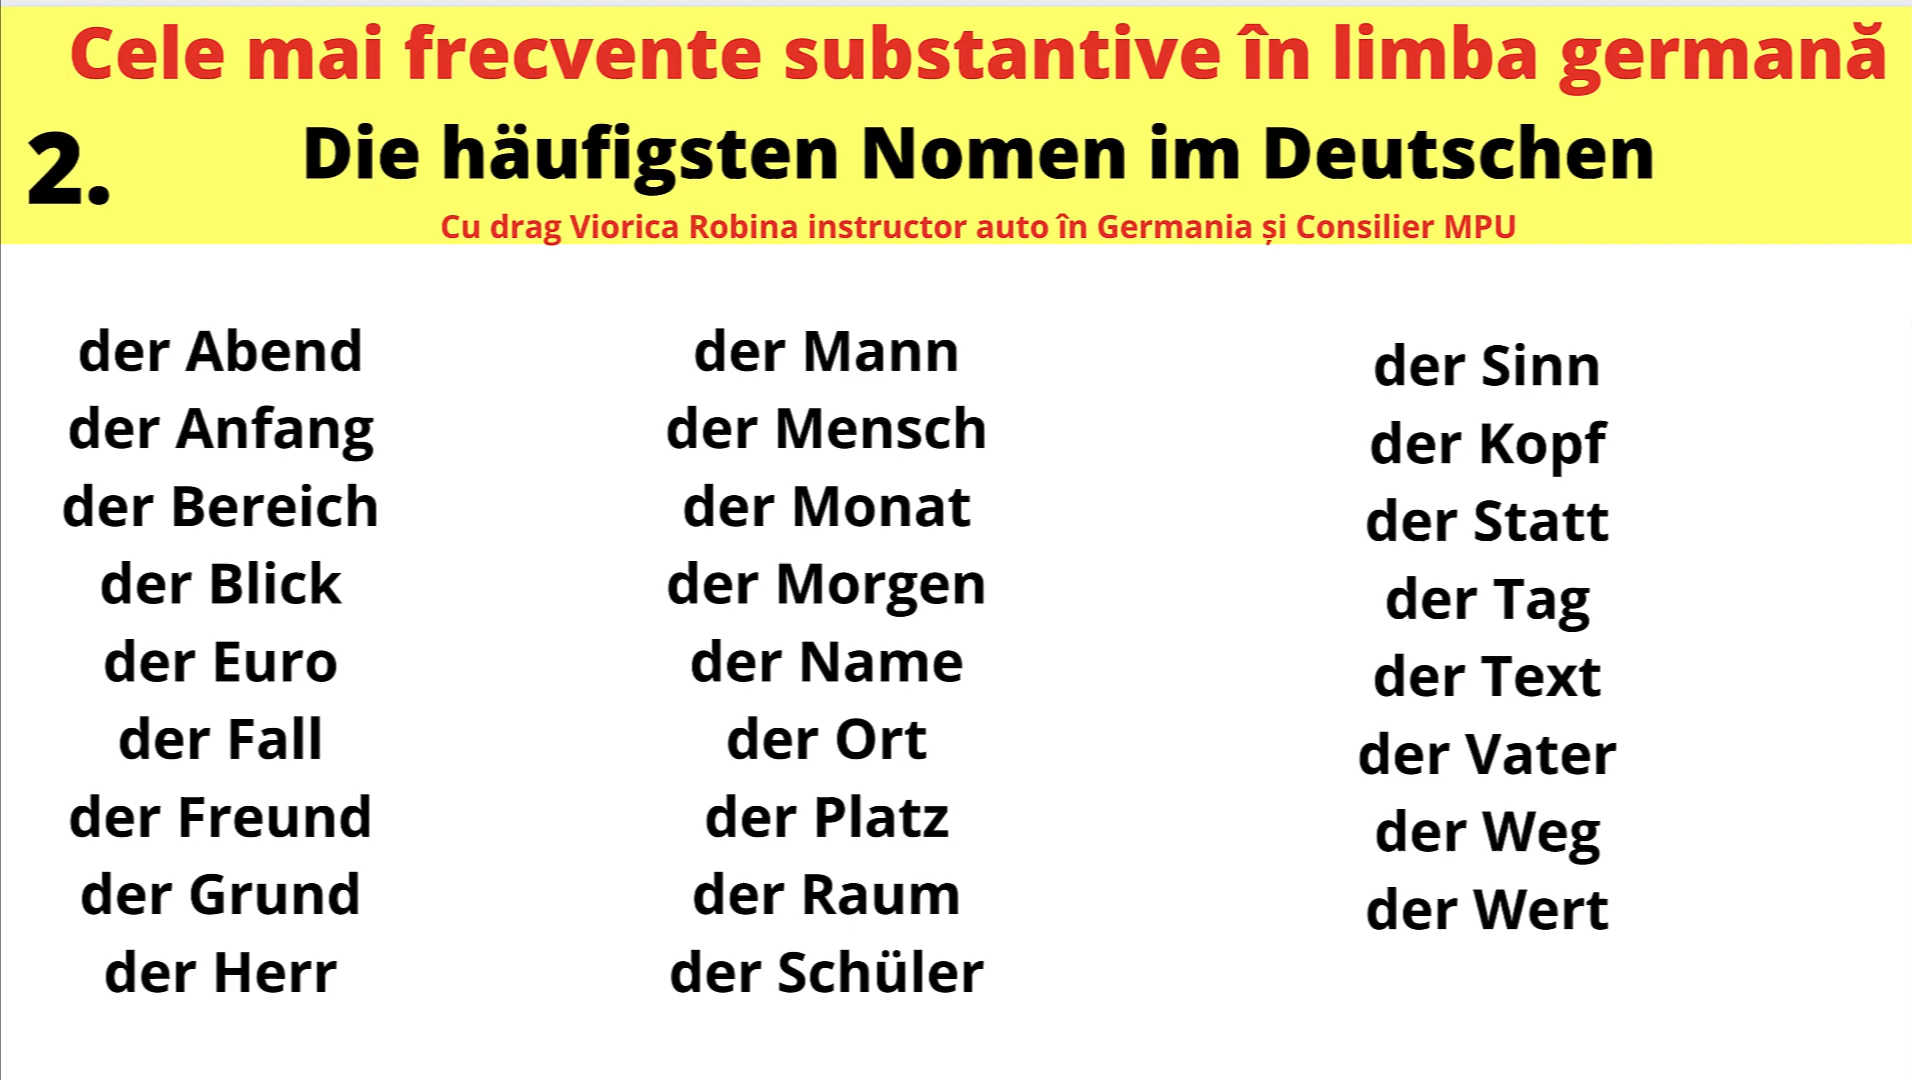 Cele mai frecvente substantive în limba germană
2.
Die häufigsten Nomen im Deutschen
Cu drag Viorica Robina instructor auto în Germania și Consilier MPU
der Abend
der Anfang
der Bereich
der Blick
der Euro
der Fall
der Freund
der Grund
der Herr
der Mann
der Mensch
der Monat
der Morgen
der Name
der Ort
der Platz
der Raum
der Schüler
der Sinn
der Kopf
der Statt
der Tag
der Text
der Vater
der Weg
der Wert